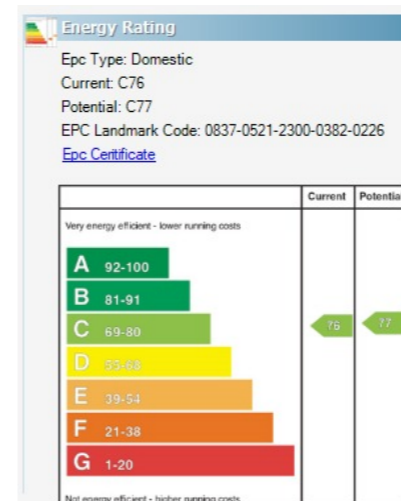 Energy Rating
Epc Type: Domestic
Current: C76
Potential: C77
EPC Landmark Code: 0837-0521-2300-0382-0226
Epc Ceritificate
Current Potential
Very energy efficient - lower running costs
A 92-100
B 81-91
C 69-80 76 77
D 55-68
E 39-54
F 21-38
G 1-20
Not energy efficient - higher running costs